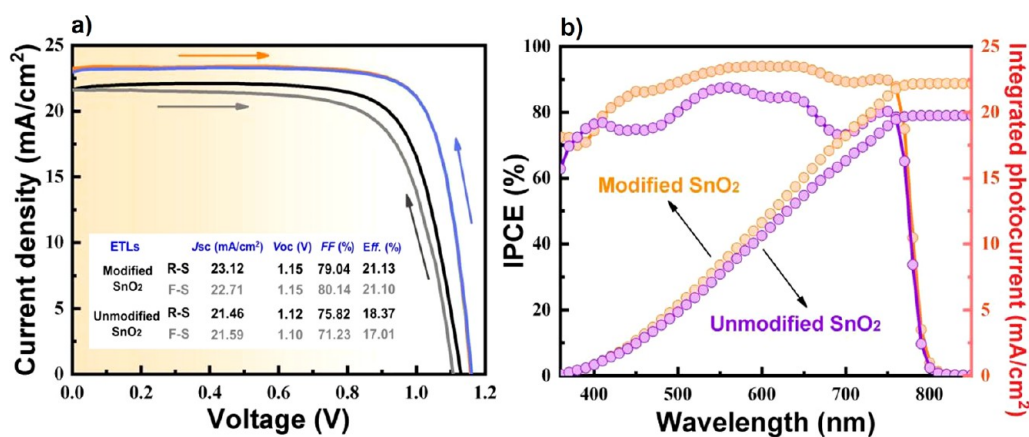 a)
Current density (mA/cm²)
25
20
15
10
5
0
ETLs Jsc (mA/cm²) Voc (V) FF (%) Eff. (%)
Modified SnO₂ R-S 23.12 1.15 79.04 21.13
F-S 22.71 1.15 80.14 21.10
Unmodified SnO₂ R-S 21.46 1.12 75.82 18.37
F-S 21.59 1.10 71.23 17.01
0.0 0.2 0.4 0.6 0.8 1.0 1.2
Voltage (V)
b)
IPCE (%)
100
80
60
40
20
0
Modified SnO₂
Unmodified SnO₂
25
20
15
10
5
0
Integrated photocurrent (mA/cm²)
400 500 600 700 800
Wavelength (nm)